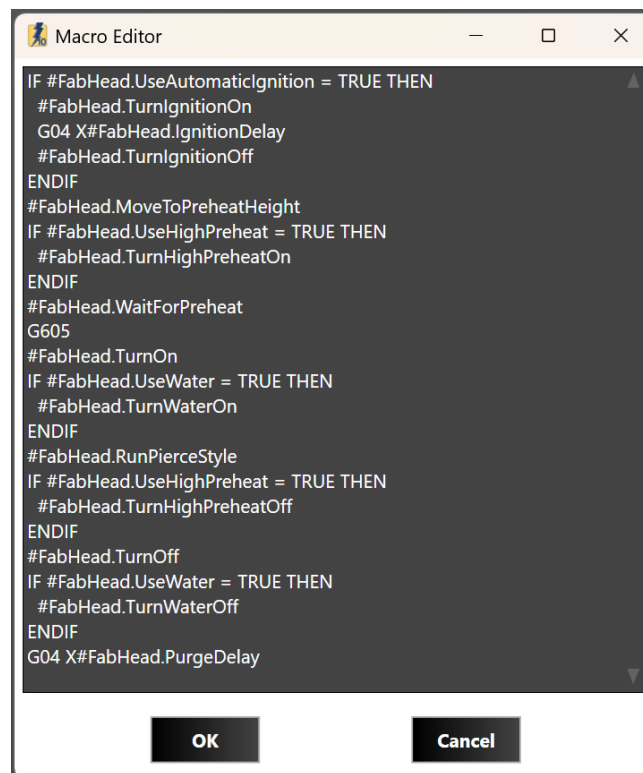 Macro Editor
IF #FabHead.UseAutomaticIgnition = TRUE THEN
#FabHead.TurnIgnitionOn
G04 X#FabHead.IgnitionDelay
#FabHead.TurnIgnitionOff
ENDIF
#FabHead.MoveToPreheatHeight
IF #FabHead.UseHighPreheat = TRUE THEN
#FabHead.TurnHighPreheatOn
ENDIF
#FabHead.WaitForPreheat
G605
#FabHead.TurnOn
IF #FabHead.UseWater = TRUE THEN
#FabHead.TurnWaterOn
ENDIF
#FabHead.RunPierceStyle
IF #FabHead.UseHighPreheat = TRUE THEN
#FabHead.TurnHighPreheatOff
ENDIF
#FabHead.TurnOff
IF #FabHead.UseWater = TRUE THEN
#FabHead.TurnWaterOff
ENDIF
G04 X#FabHead.PurgeDelay
OK Cancel